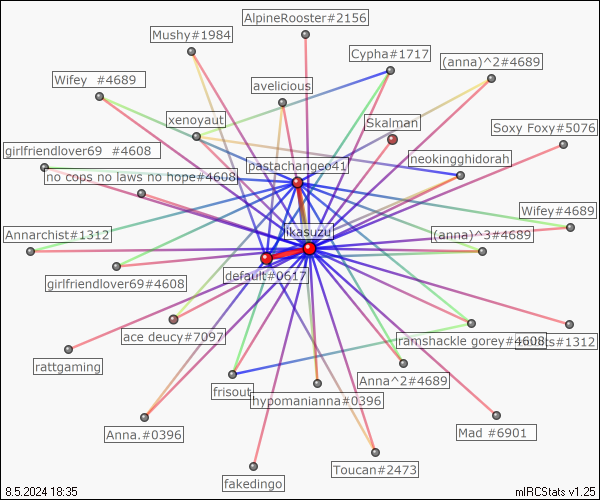 AlpineRooster#2156
Mushy#1984
Cypha#1717
(anna)^2#4689
Wifey #4689
avelicious
xenoyaut
Skalman
Soxy Foxy#5076
girlfriendlover69 #4608
pastachangeo41
neokingghidorah
no cops no laws no hope#4608
Wifey#4689
Annarchist#1312
ikasuzu
(anna)^3#4689
default#0617
girlfriendlover69#4608
ace deucy#7097
ramshackle gorey#4608
#1312
rattgaming
Anna^2#4689
frisout
hypomanianna#0396
Anna.#0396
Mad #6901
Toucan#2473
fakedingo
8.5.2024 18:35
mIRCStats v1.25